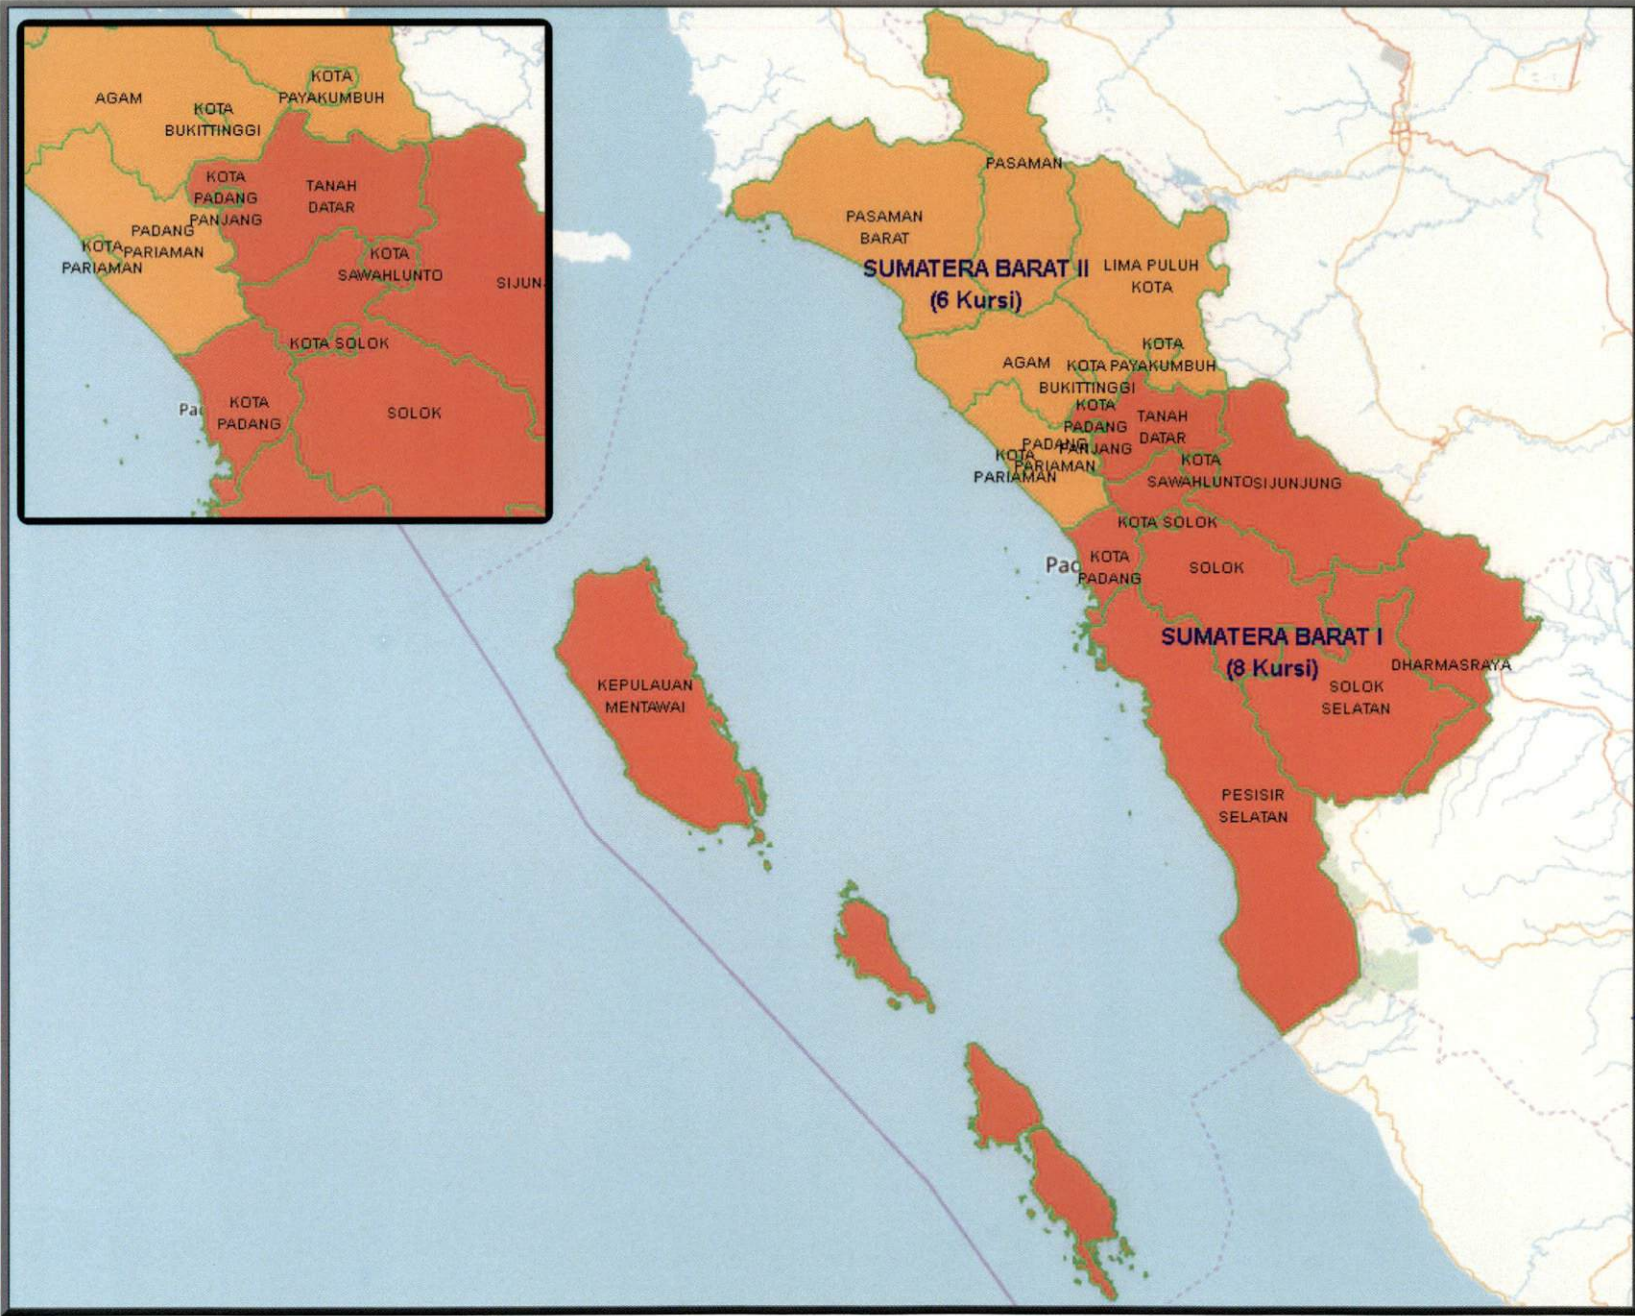 AGAM
KOTA
BUKITTINGGI
KOTA
PAYAKUMBUH
KOTA
PADANG
PANJANG
TANAH
DATAR
PADANG
PARIAMAN
KOTA
PARIAMAN
KOTA
SAWAHLUNTO
SIJUNJ
KOTA SOLOK
KOTA
PADANG
SOLOK
PASAMAN
PASAMAN
BARAT
SUMATERA BARAT II
(6 Kursi)
LIMA PULUH
KOTA
AGAM
KOTA
BUKITTINGGI
KOTA
PAYAKUMBUH
KOTA
PADANG
PANJANG
TANAH
DATAR
PADANG
PARIAMAN
KOTA
PARIAMAN
KOTA
SAWAHLUNTO
SIJUNJUNG
KOTA SOLOK
Pad
KOTA
PADANG
SOLOK
SUMATERA BARAT I
(8 Kursi)
DHARMASRAYA
SOLOK
SELATAN
KEPULAUAN
MENTAWAI
PESISIR
SELATAN